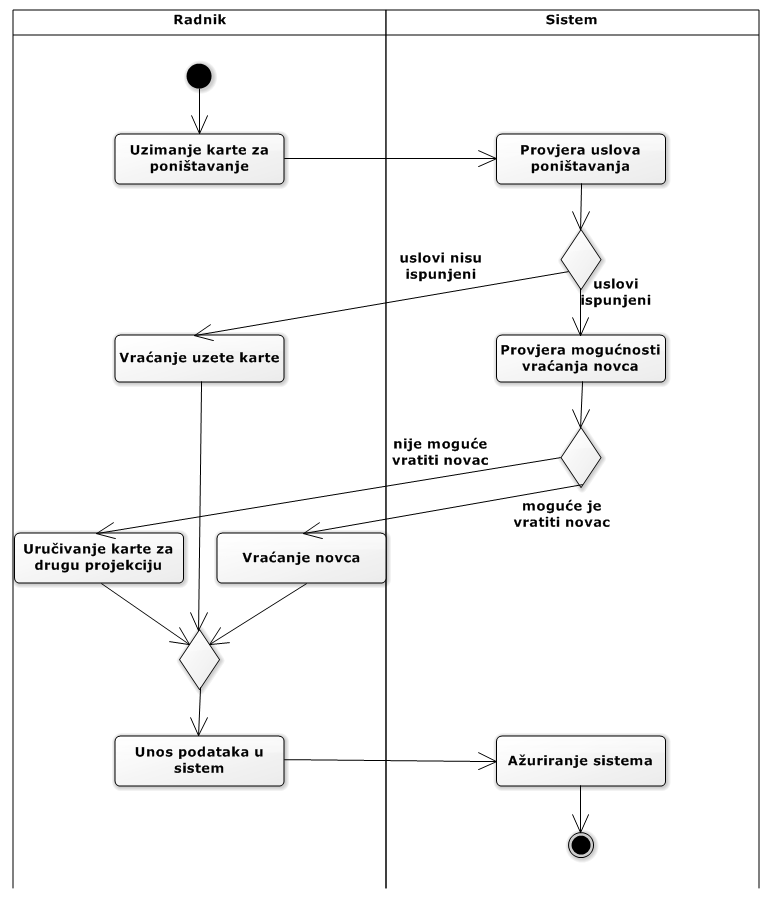 Radnik
Sistem
Uzimanje karte za
poništavanje
Provjera uslova
poništavanja
uslovi nisu
ispunjeni
uslovi
ispunjeni
Vraćanje uzete karte
Provjera mogućnosti
vraćanja novca
nije moguće
vratiti novac
moguće je
vratiti novac
Uručivanje karte za
drugu projekciju
Vraćanje novca
Unos podataka u
sistem
Ažuriranje sistema